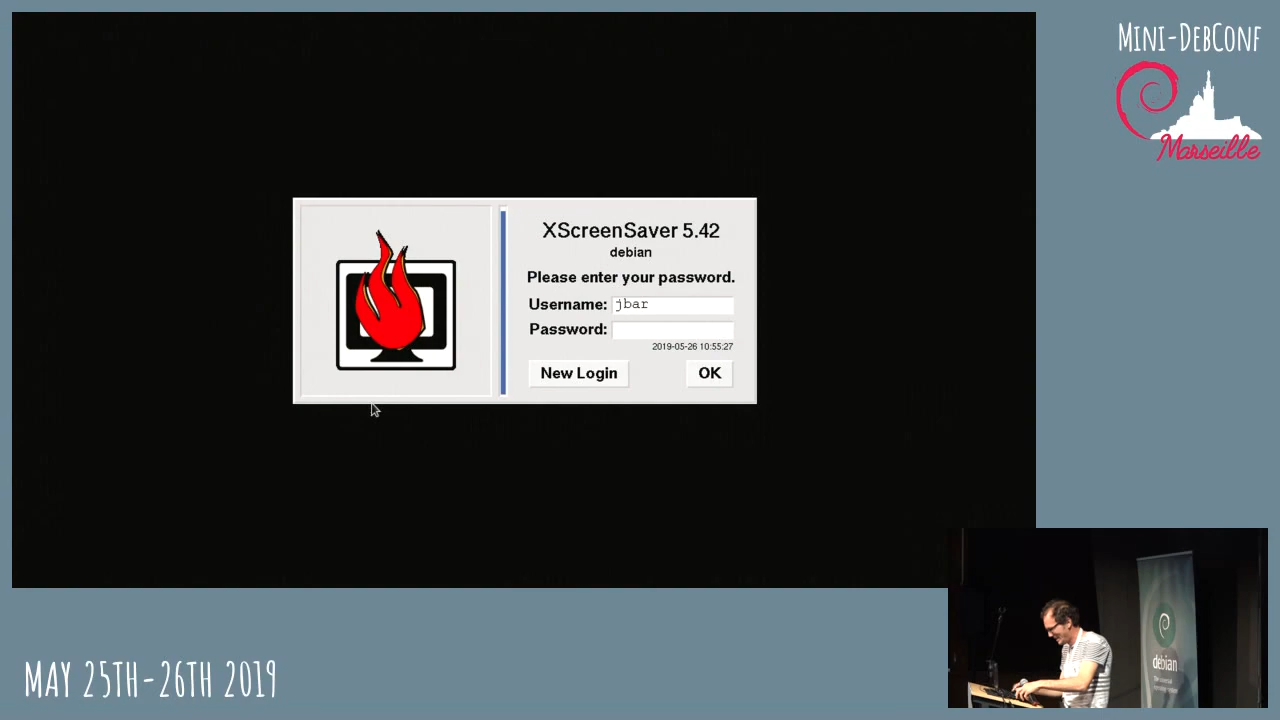 MINI-DEBCONF
Marseille
XScreenSaver 5.42
debian
Please enter your password.
Username: jbar
Password:
2019-05-26 10:55:27
New Login
OK
debian
MAY 25TH-26TH 2019